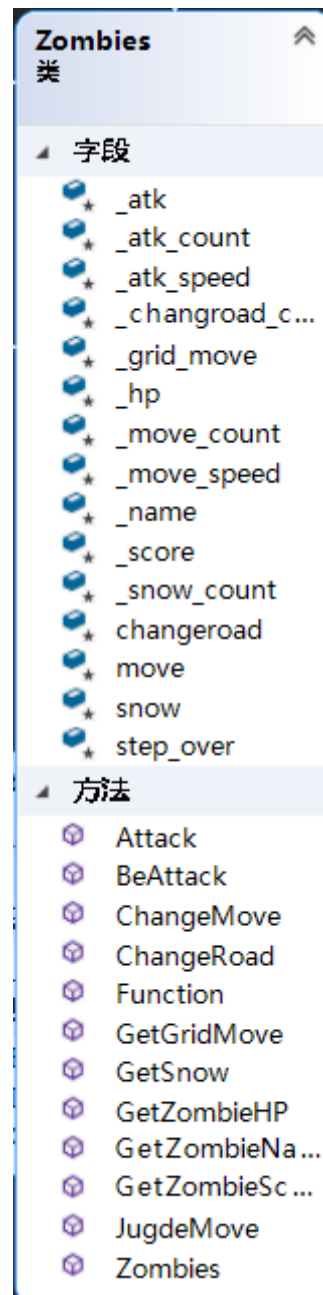 Zombies
类
字段
_atk
_atk_count
_atk_speed
_changroad_c...
_grid_move
_hp
_move_count
_move_speed
_name
_score
_snow_count
changeroad
move
snow
step_over
方法
Attack
BeAttack
ChangeMove
ChangeRoad
Function
GetGridMove
GetSnow
GetZombieHP
GetZombieNa...
GetZombieSc...
JugdeMove
Zombies